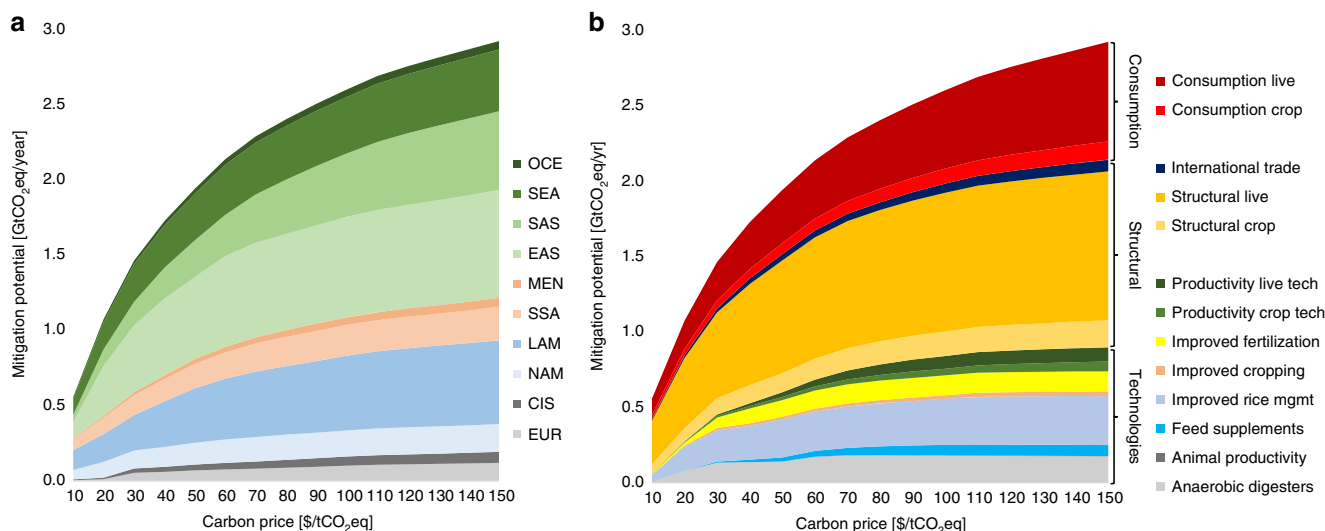 a
Mitigation potential [GtCO2eq/year]
3.0
2.5
2.0
1.5
1.0
0.5
0.0
10 20 30 40 50 60 70 80 90 100 110 120 130 140 150
Carbon price [$/tCO2eq]
OCE
SEA
SAS
EAS
MEN
SSA
LAM
NAM
CIS
EUR
b
Mitigation potential [GtCO2eq/yr]
3.0
2.5
2.0
1.5
1.0
0.5
0.0
10 20 30 40 50 60 70 80 90 100 110 120 130 140 150
Carbon price [$/tCO2eq]
Consumption
Structural
Technologies
Consumption live
Consumption crop
International trade
Structural live
Structural crop
Productivity live tech
Productivity crop tech
Improved fertilization
Improved cropping
Improved rice mgmt
Feed supplements
Animal productivity
Anaerobic digesters